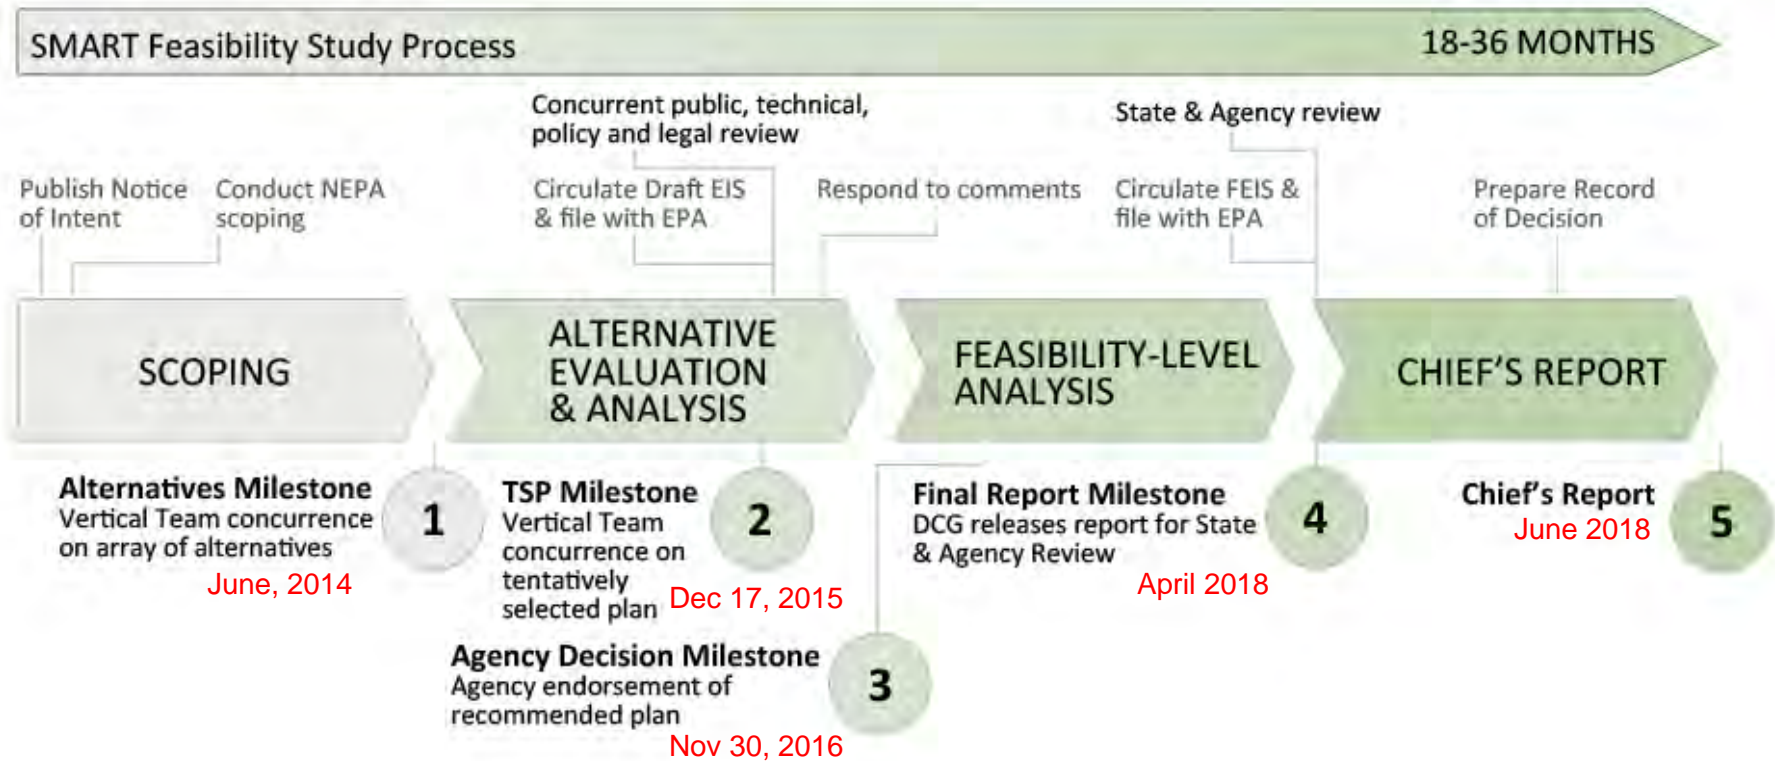 SMART Feasibility Study Process
18-36 MONTHS
Concurrent public, technical,
policy and legal review
State & Agency review
Publish Notice
of Intent
Conduct NEPA
scoping
Circulate Draft EIS
& file with EPA
Respond to comments
Circulate FEIS &
file with EPA
Prepare Record
of Decision
SCOPING
ALTERNATIVE
EVALUATION
& ANALYSIS
FEASIBILITY-LEVEL
ANALYSIS
CHIEF'S REPORT
Alternatives Milestone
Vertical Team concurrence
on array of alternatives
1
June, 2014
TSP Milestone
Vertical Team
concurrence on
tentatively
selected plan
2
Dec 17, 2015
Agency Decision Milestone
Agency endorsement of
recommended plan
3
Nov 30, 2016
Final Report Milestone
DCG releases report for State
& Agency Review
4
April 2018
Chief's Report
June 2018
5